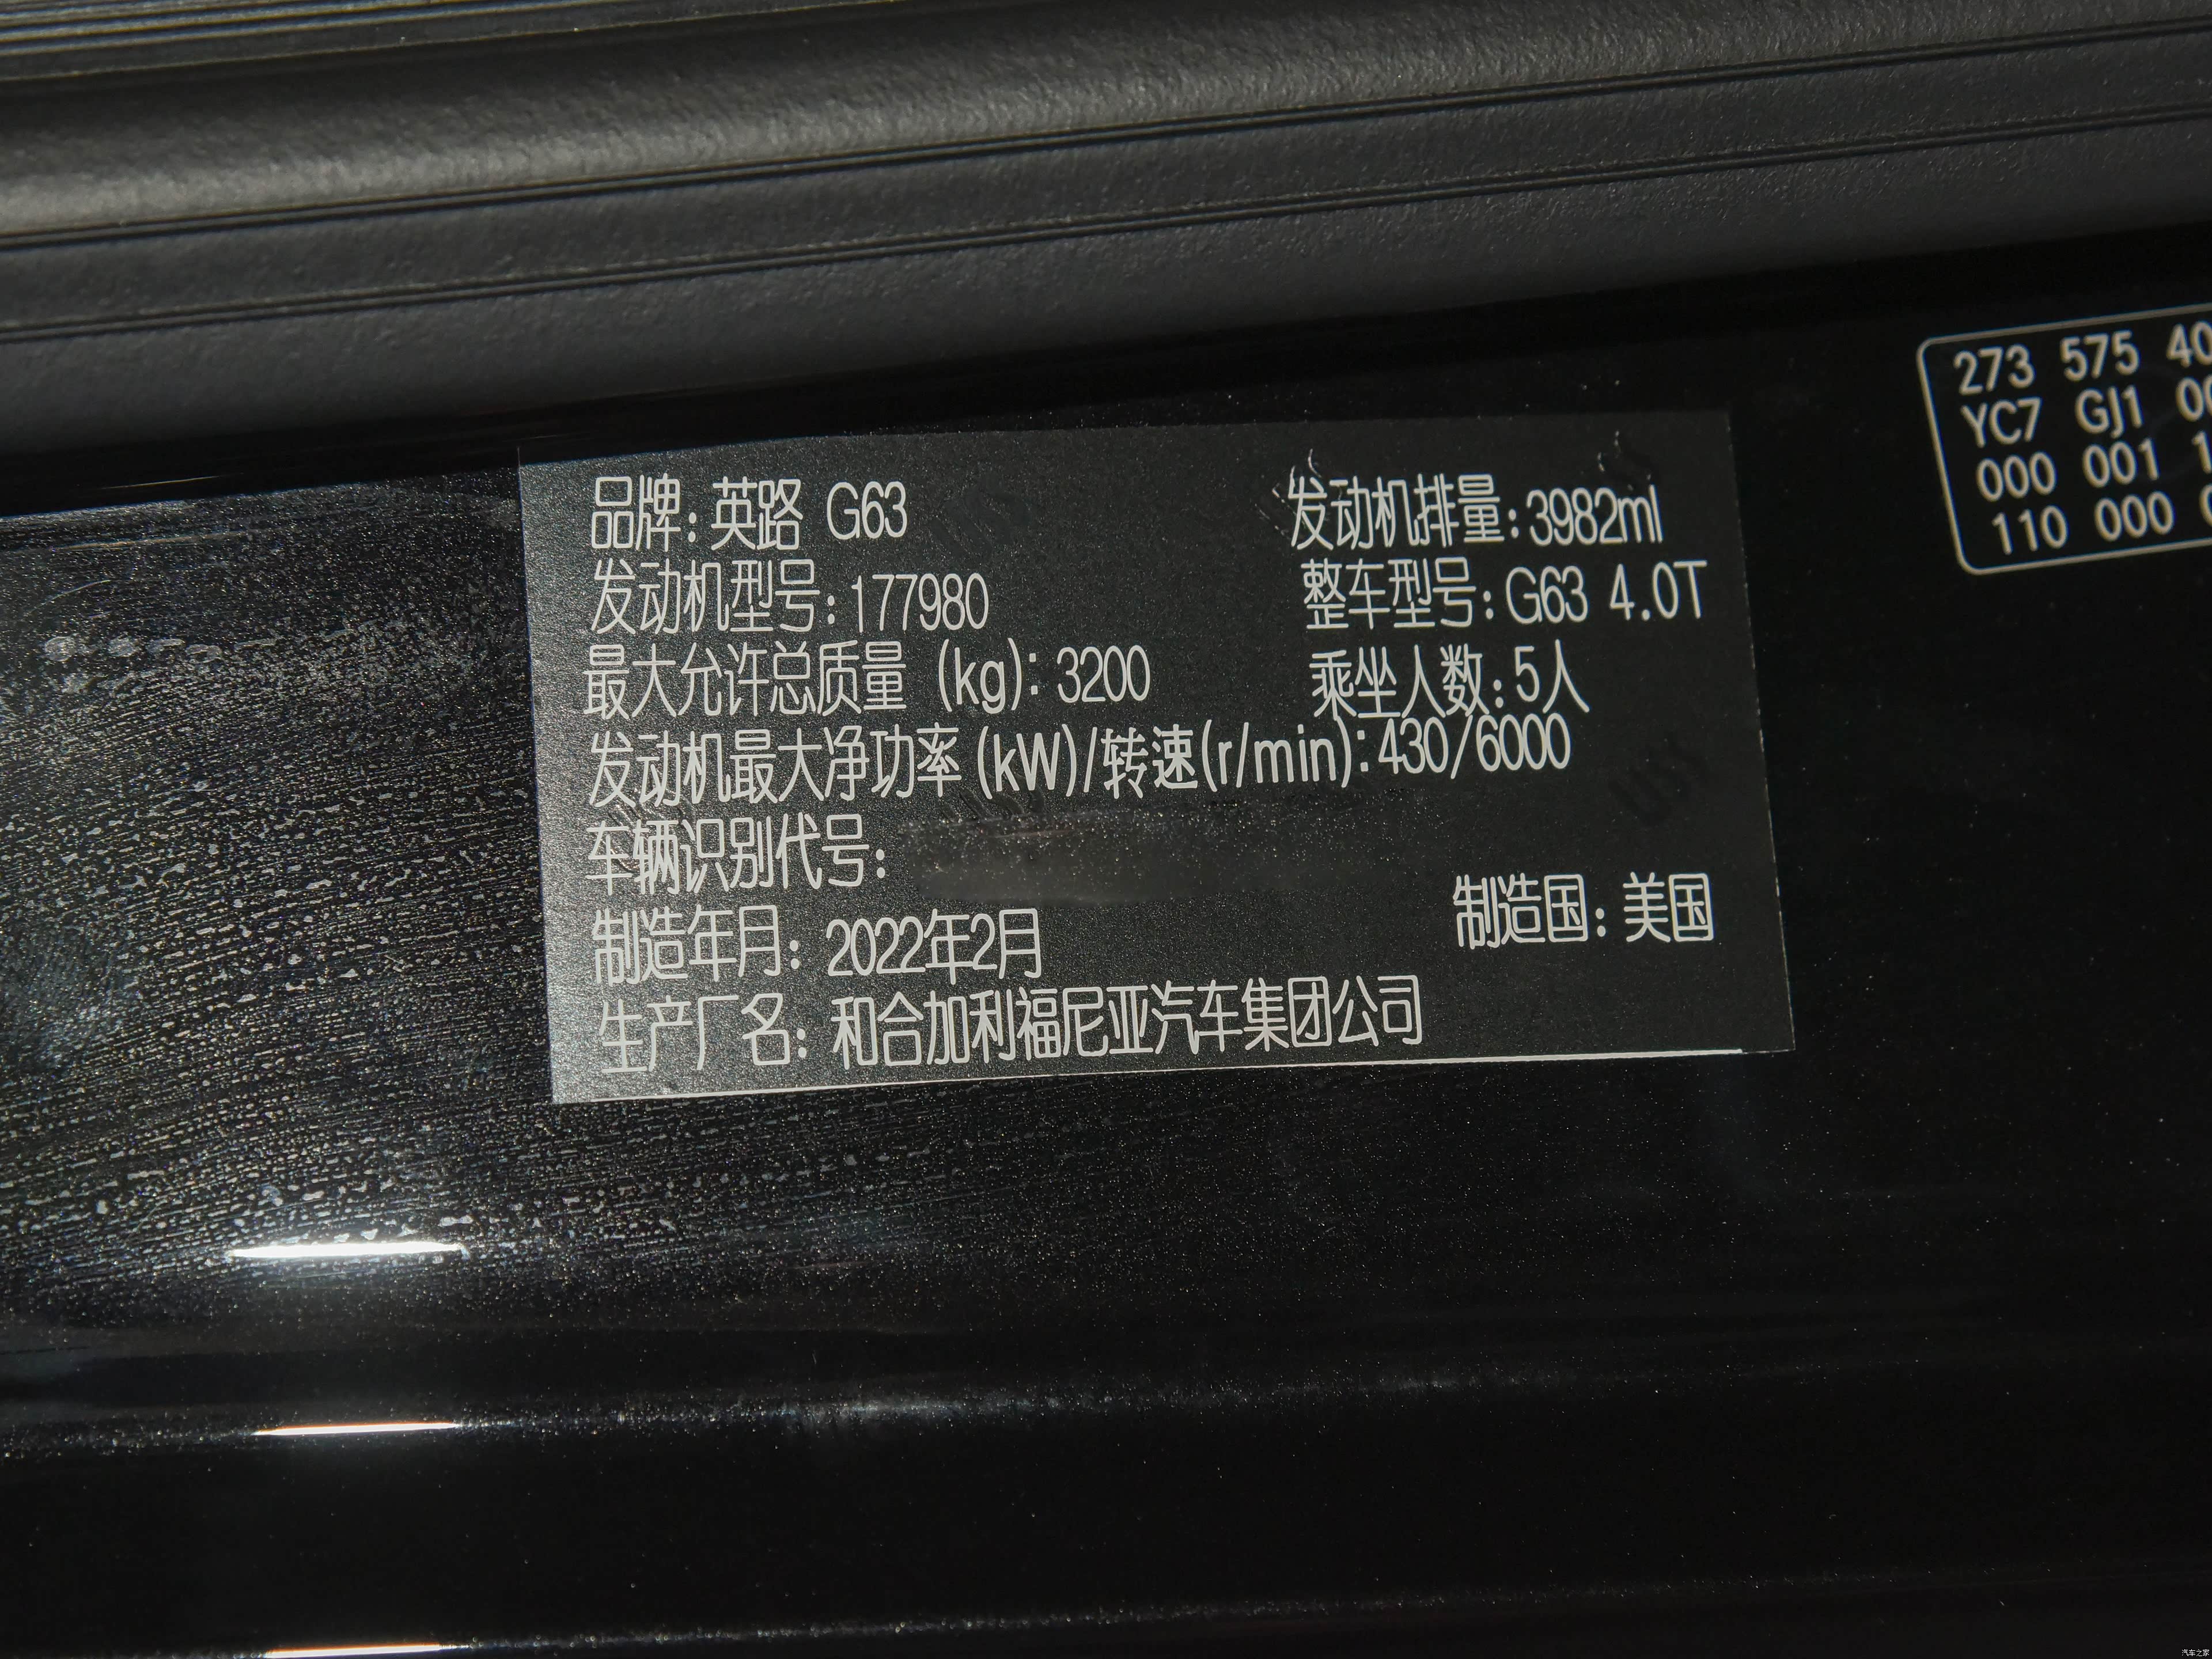 品牌: 英路 G63 发动机排量:3982ml
发动机型号:177980 整车型号:G63 4.0T
最大允许总质量 (kg): 3200 乘坐人数:5人
发动机最大净功率(kW)/转速(r/min):430/6000
车辆识别代号:
制造年月: 2022年2月 制造国: 美国
生产厂名: 和合加利福尼亚汽车集团公司
273 575 40
YC7 GJ1
000 001
110 000
汽车之家